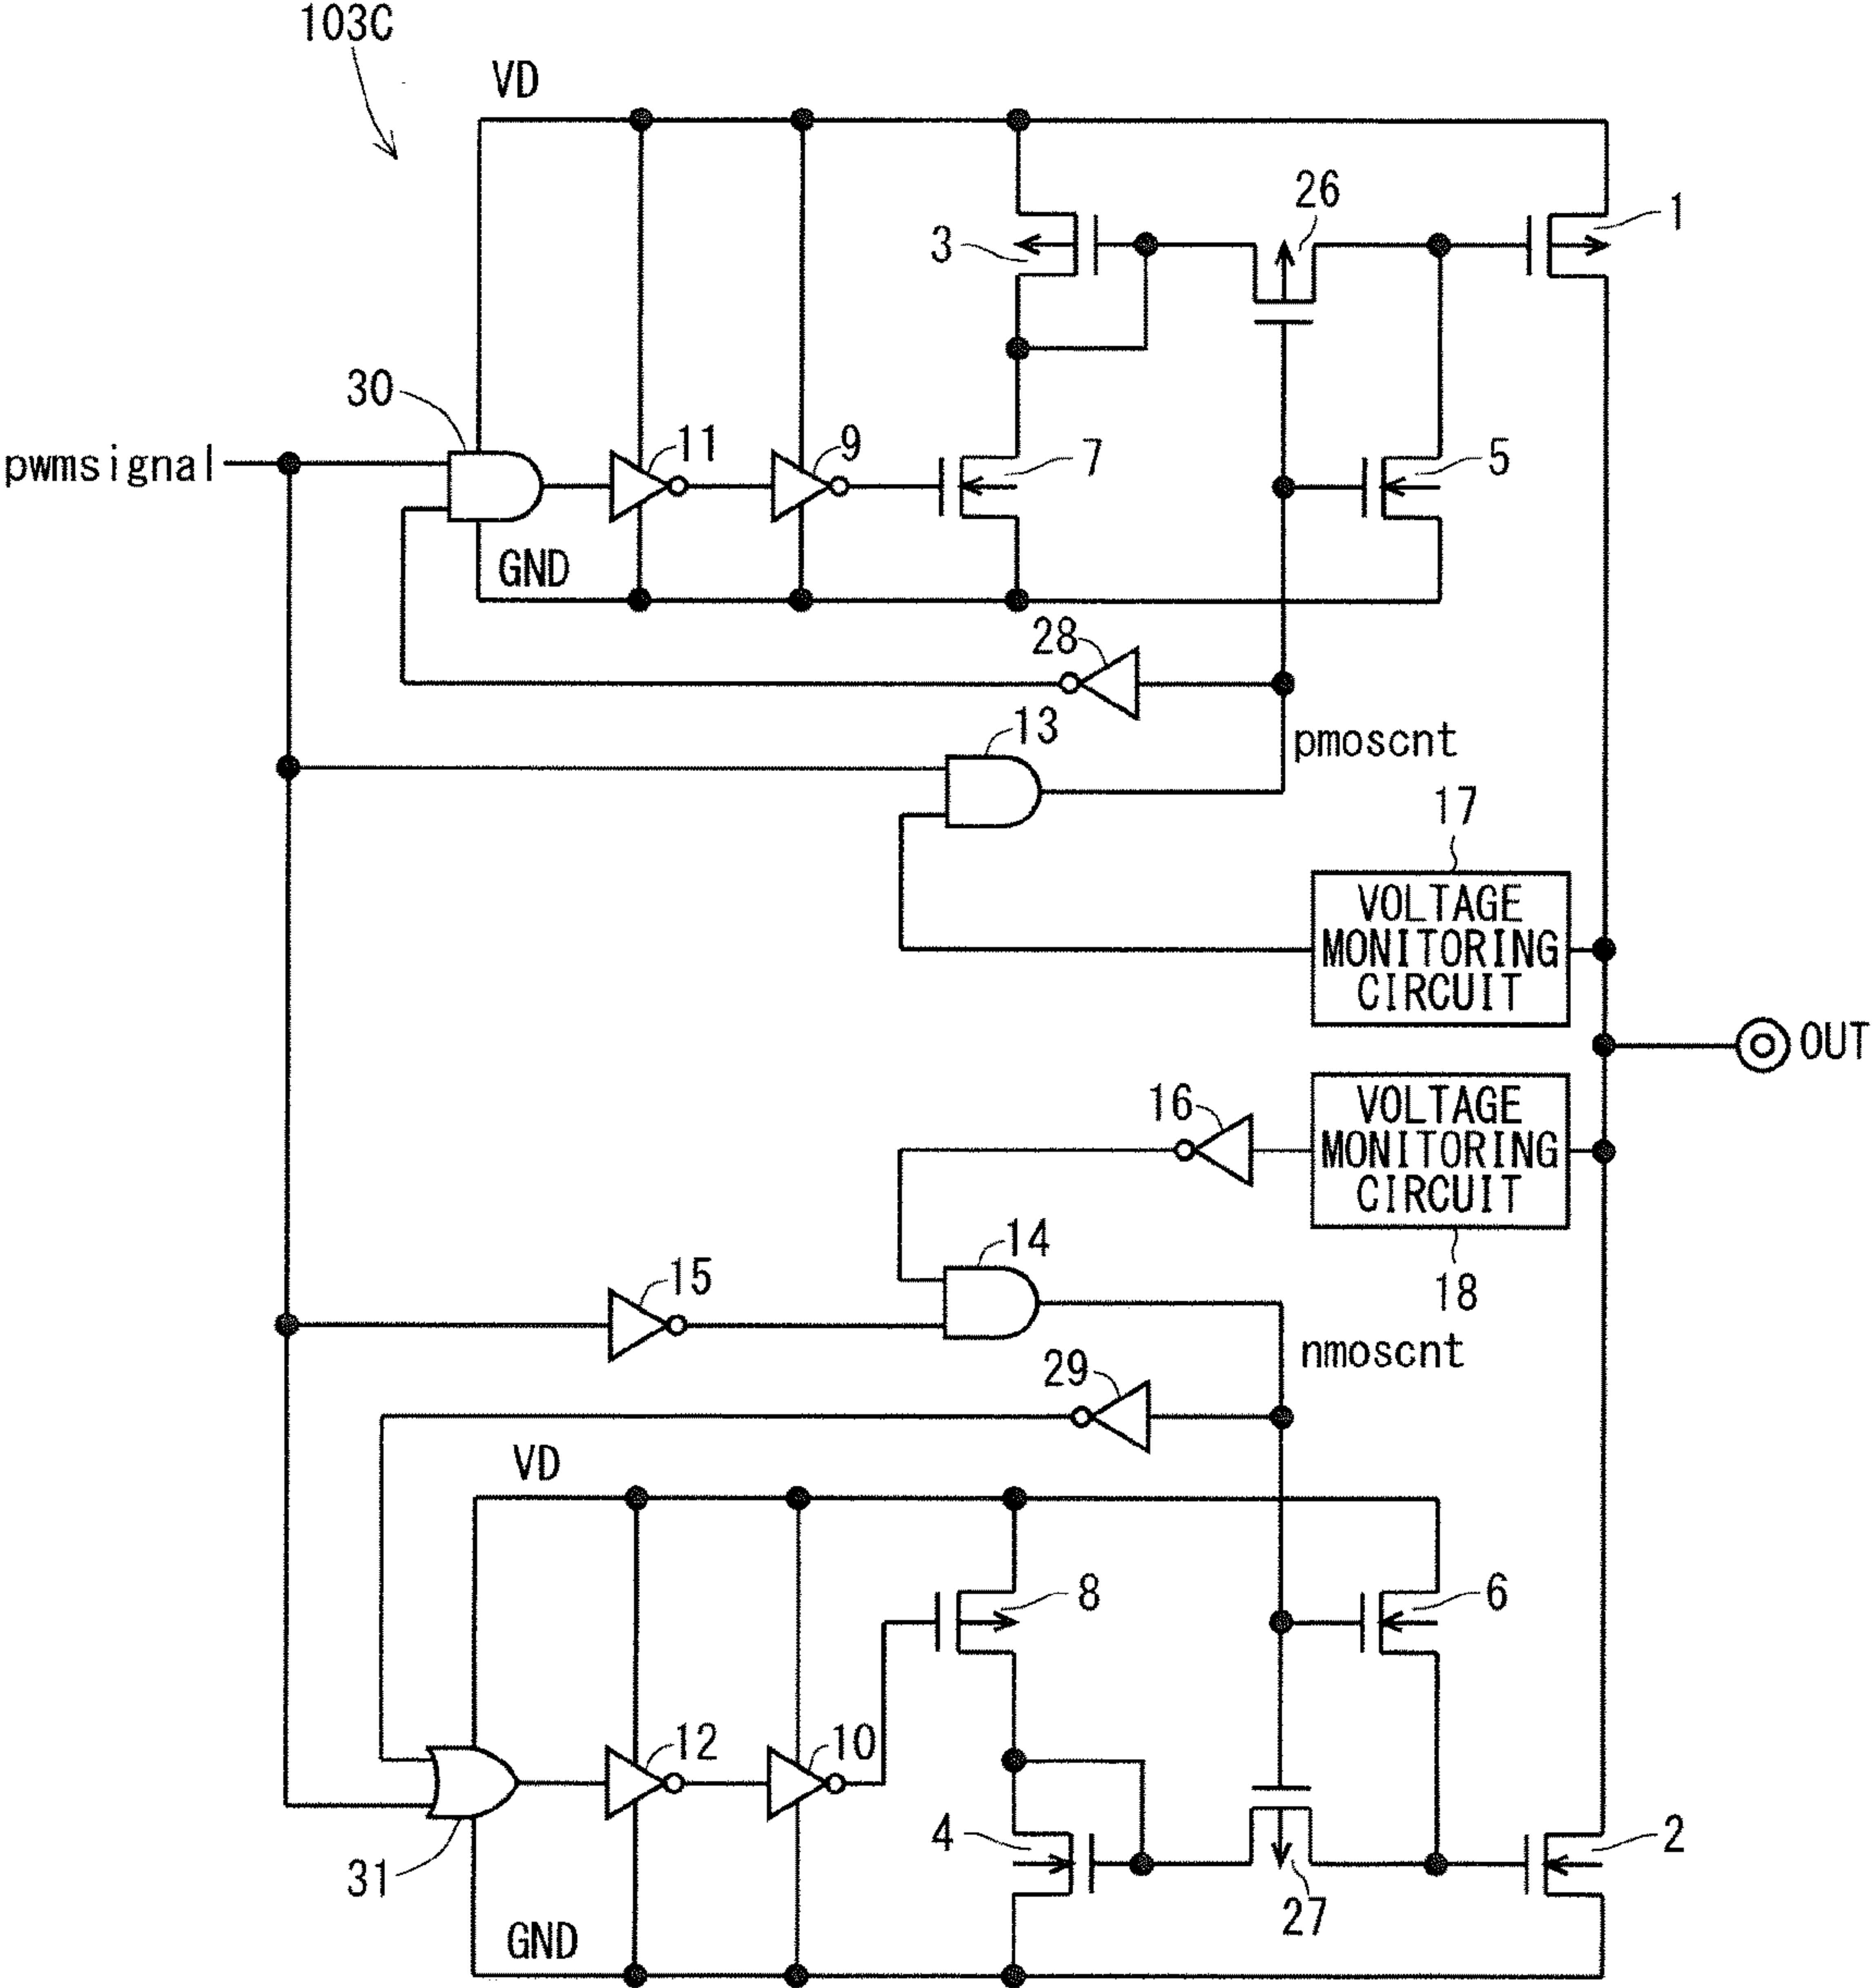 103C
VD
26
1
3
30
11
9
7
5
pwmsignal
GND
28
13
pmoscnt
17
VOLTAGE
MONITORING
CIRCUIT
OUT
16
VOLTAGE
MONITORING
CIRCUIT
14
15
18
nmoscnt
29
VD
8
6
12
10
4
2
31
27
GND